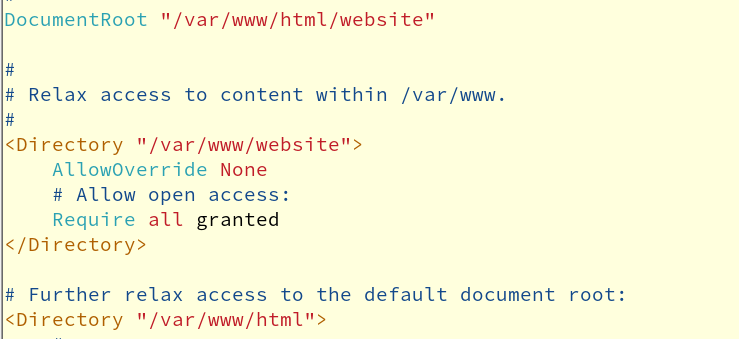 DocumentRoot "/var/www/html/website"
#
# Relax access to content within /var/www.
#
<Directory "/var/www/website">
AllowOverride None
# Allow open access:
Require all granted
</Directory>
# Further relax access to the default document root:
<Directory "/var/www/html">